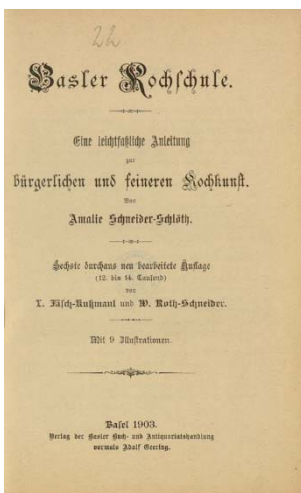 22
Basler Kochschule.
Eine leichtfaßliche Anleitung
zur
bürgerlichen und feineren Kochkunst.
Von
Amalie Schneider-Schlöth.
Sechste durchaus neu bearbeitete Auflage
(12. bis 14. Tausend)
von
L. Fäsch-Kußmaul und W. Roth-Schneider.
Mit 9 Illustrationen.
Basel 1903.
Verlag der Basler Buch- und Antiquariatshandlung
vormals Adolf Geering.